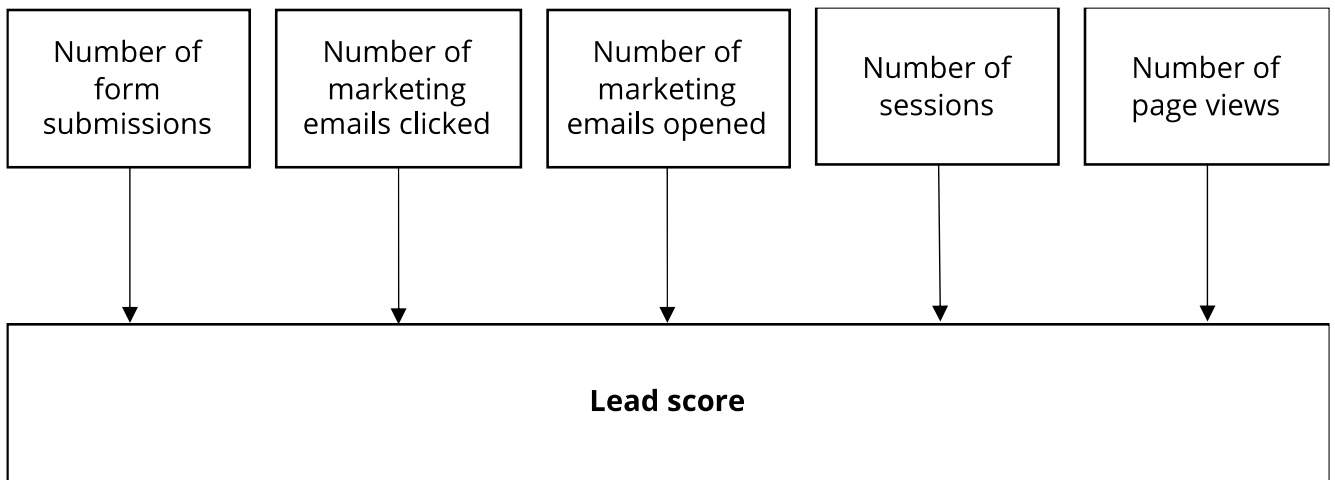 Number of
form
submissions
Number of
marketing
emails clicked
Number of
marketing
emails opened
Number of
sessions
Number of
page views
Lead score